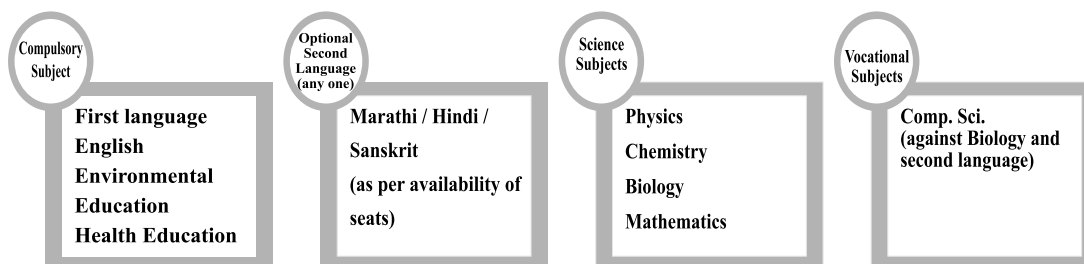 Compulsory
Subject
First language
English
Environmental
Education
Health Education
Optional
Second
Language
(any one)
Marathi / Hindi /
Sanskrit
(as per availability of
seats)
Science
Subjects
Physics
Chemistry
Biology
Mathematics
Vocational
Subjects
Comp. Sci.
(against Biology and
second language)